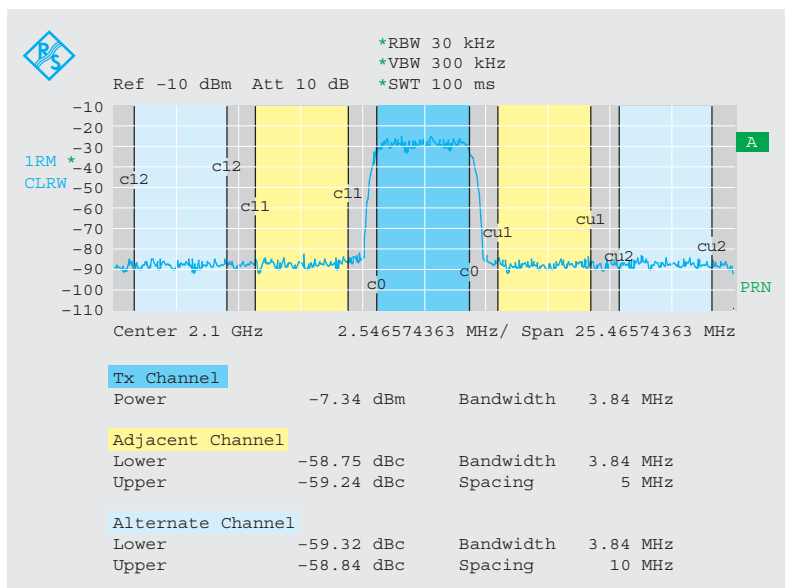 R&S
*RBW 30 kHz
*VBW 300 kHz
Ref -10 dBm Att 10 dB *SWT 100 ms
-10
-20
-30
-40
-50
-60
-70
-80
-90
-100
-110
1RM *
CLRW
A
PRN
cl2
cl2
cl1
cl1
c0
c0
cu1
cu1
cu2
cu2
Center 2.1 GHz 2.546574363 MHz/ Span 25.46574363 MHz
Tx Channel
Power -7.34 dBm Bandwidth 3.84 MHz
Adjacent Channel
Lower -58.75 dBc Bandwidth 3.84 MHz
Upper -59.24 dBc Spacing 5 MHz
Alternate Channel
Lower -59.32 dBc Bandwidth 3.84 MHz
Upper -58.84 dBc Spacing 10 MHz